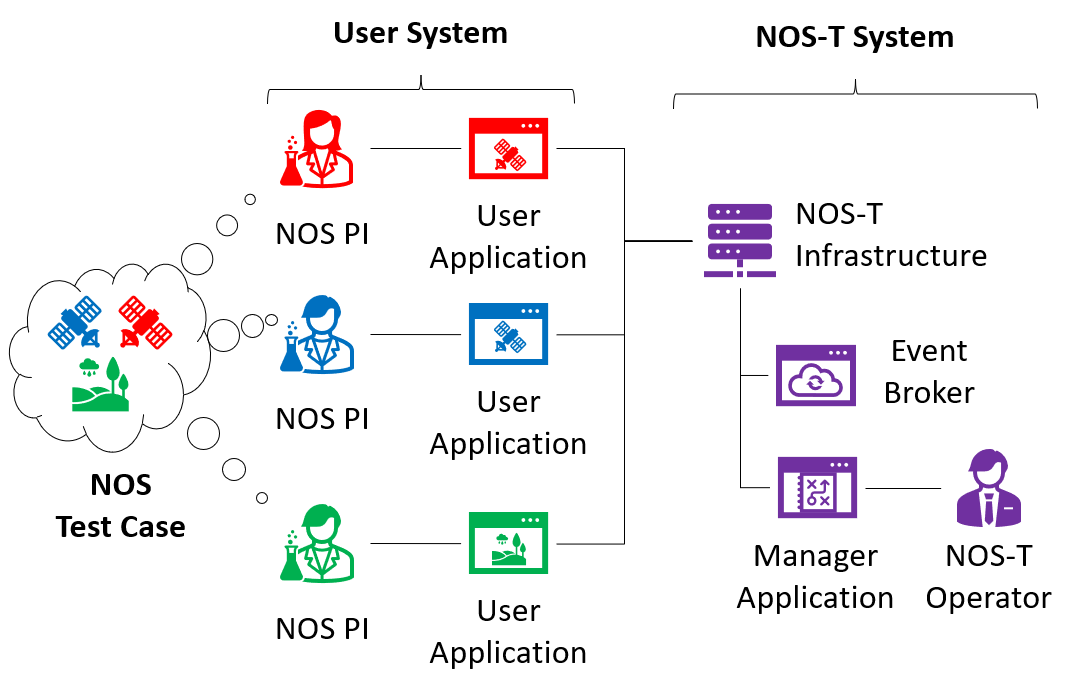 User System
NOS-T System
NOS PI
User
Application
NOS-T
Infrastructure
NOS PI
User
Application
Event
Broker
NOS
Test Case
NOS PI
User
Application
Manager
Application
NOS-T
Operator